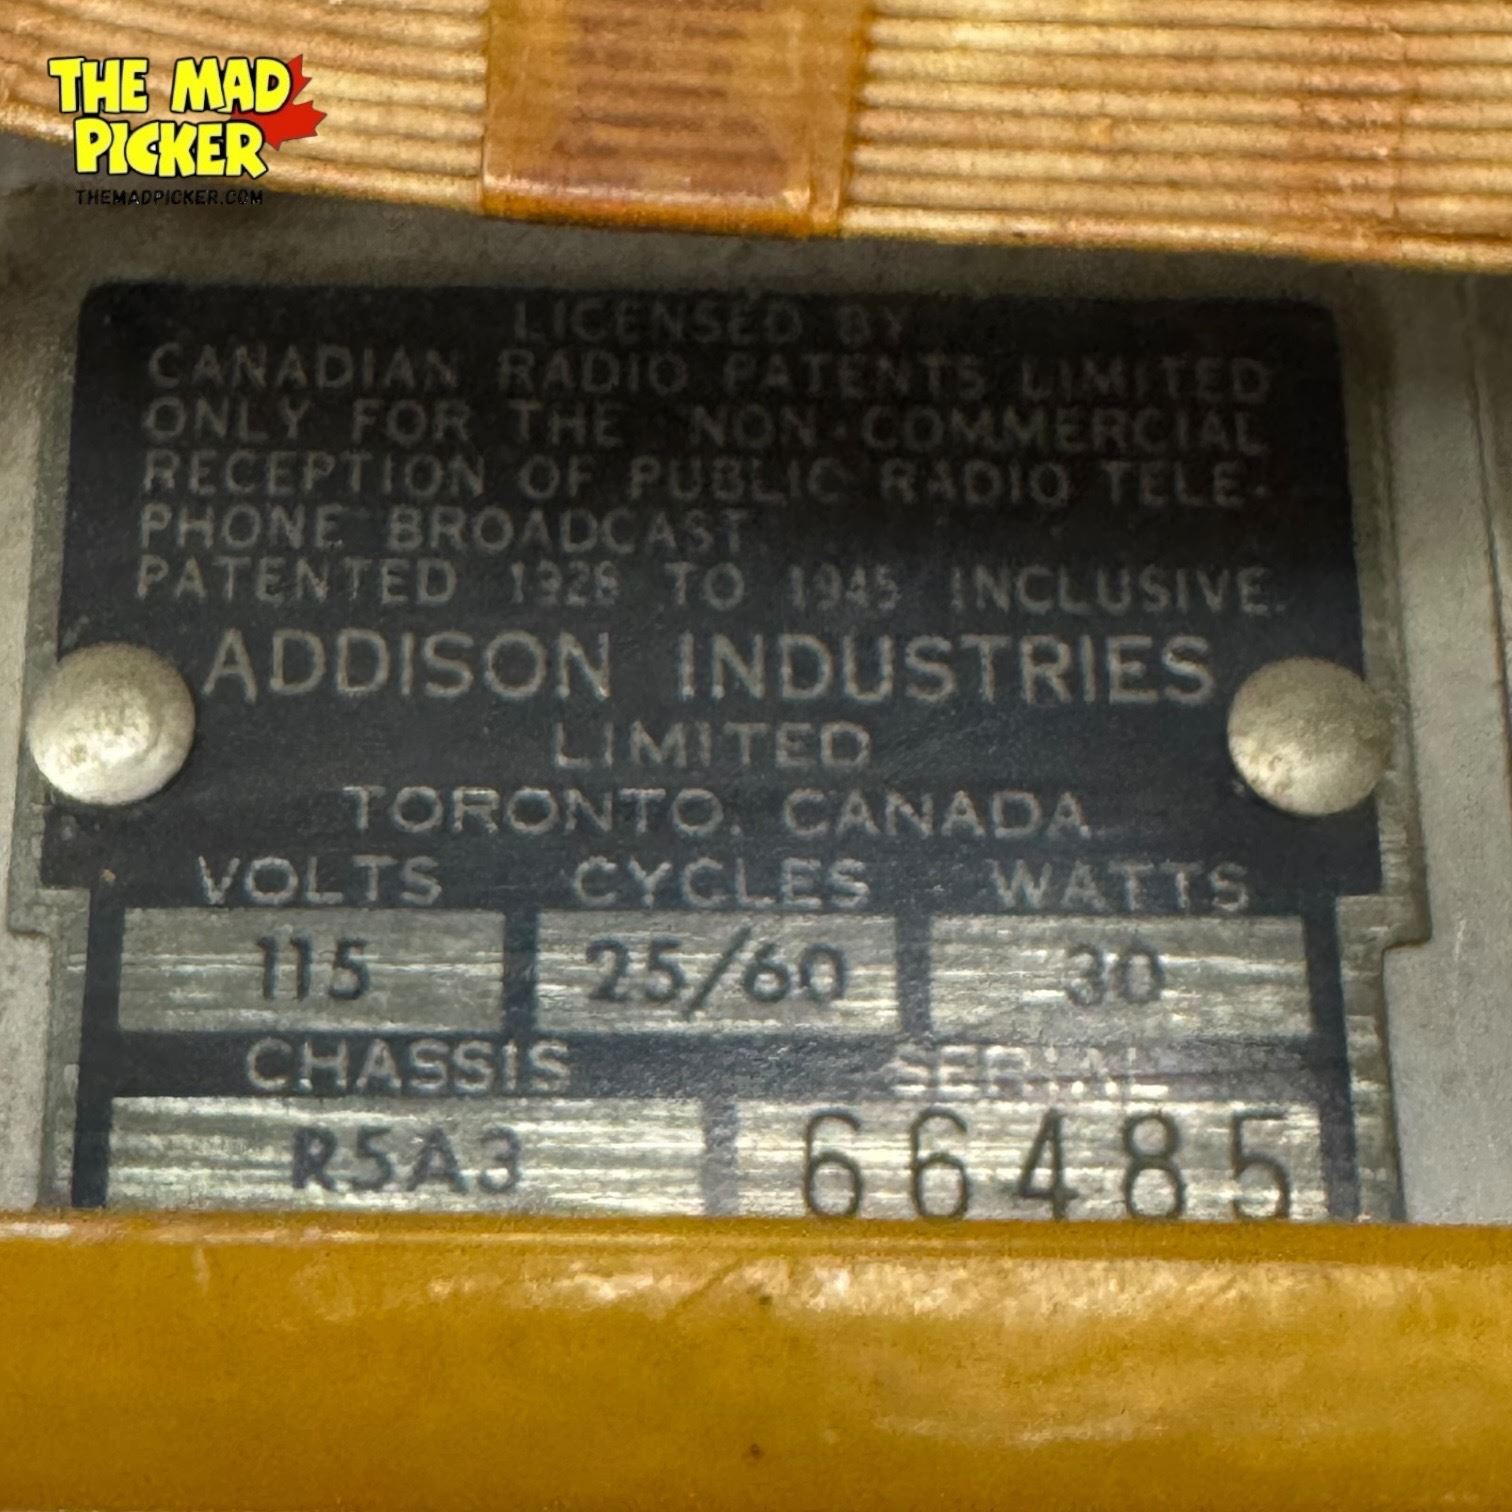 THE MAD
PICKER
THEMADPICKER.COM
LICENSED BY
CANADIAN RADIO PATENTS LIMITED
ONLY FOR THE NON-COMMERCIAL
RECEPTION OF PUBLIC RADIO TELE-
PHONE BROADCAST.
PATENTED 1928 TO 1945 INCLUSIVE.
ADDISON INDUSTRIES
LIMITED
TORONTO, CANADA
VOLTS CYCLES WATTS
115 25/60 30
CHASSIS SERIAL
R5A3 66485